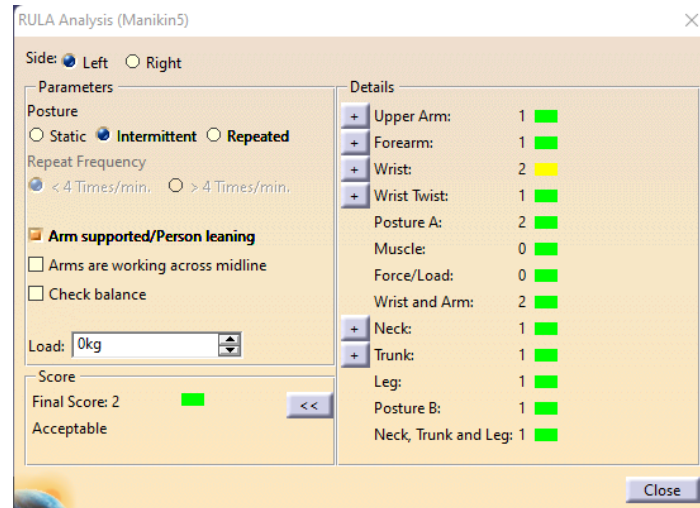 RULA Analysis (Manikin5)
Side: Left Right
Parameters
Posture
Static Intermittent Repeated
Repeat Frequency
< 4 Times/min. > 4 Times/min.
Arm supported/Person leaning
Arms are working across midline
Check balance
Load: 0kg
Score
Final Score: 2
<<
Acceptable
Details
+ Upper Arm: 1
+ Forearm: 1
+ Wrist: 2
+ Wrist Twist: 1
Posture A: 2
Muscle: 0
Force/Load: 0
Wrist and Arm: 2
+ Neck: 1
+ Trunk: 1
Leg: 1
Posture B: 1
Neck, Trunk and Leg: 1
Close